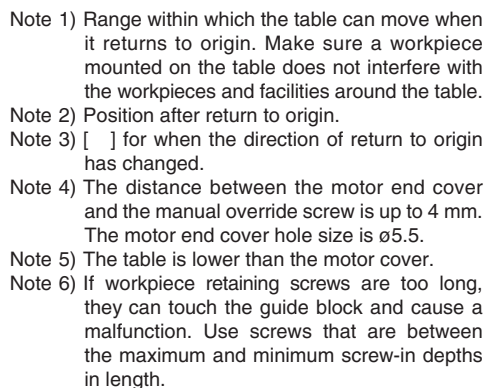 Note 1) Range within which the table can move when
it returns to origin. Make sure a workpiece
mounted on the table does not interfere with
the workpieces and facilities around the table.
Note 2) Position after return to origin.
Note 3) [   ] for when the direction of return to origin
has changed.
Note 4) The distance between the motor end cover
and the manual override screw is up to 4 mm.
The motor end cover hole size is ø5.5.
Note 5) The table is lower than the motor cover.
Note 6) If workpiece retaining screws are too long,
they can touch the guide block and cause a
malfunction. Use screws that are between
the maximum and minimum screw-in depths
in length.